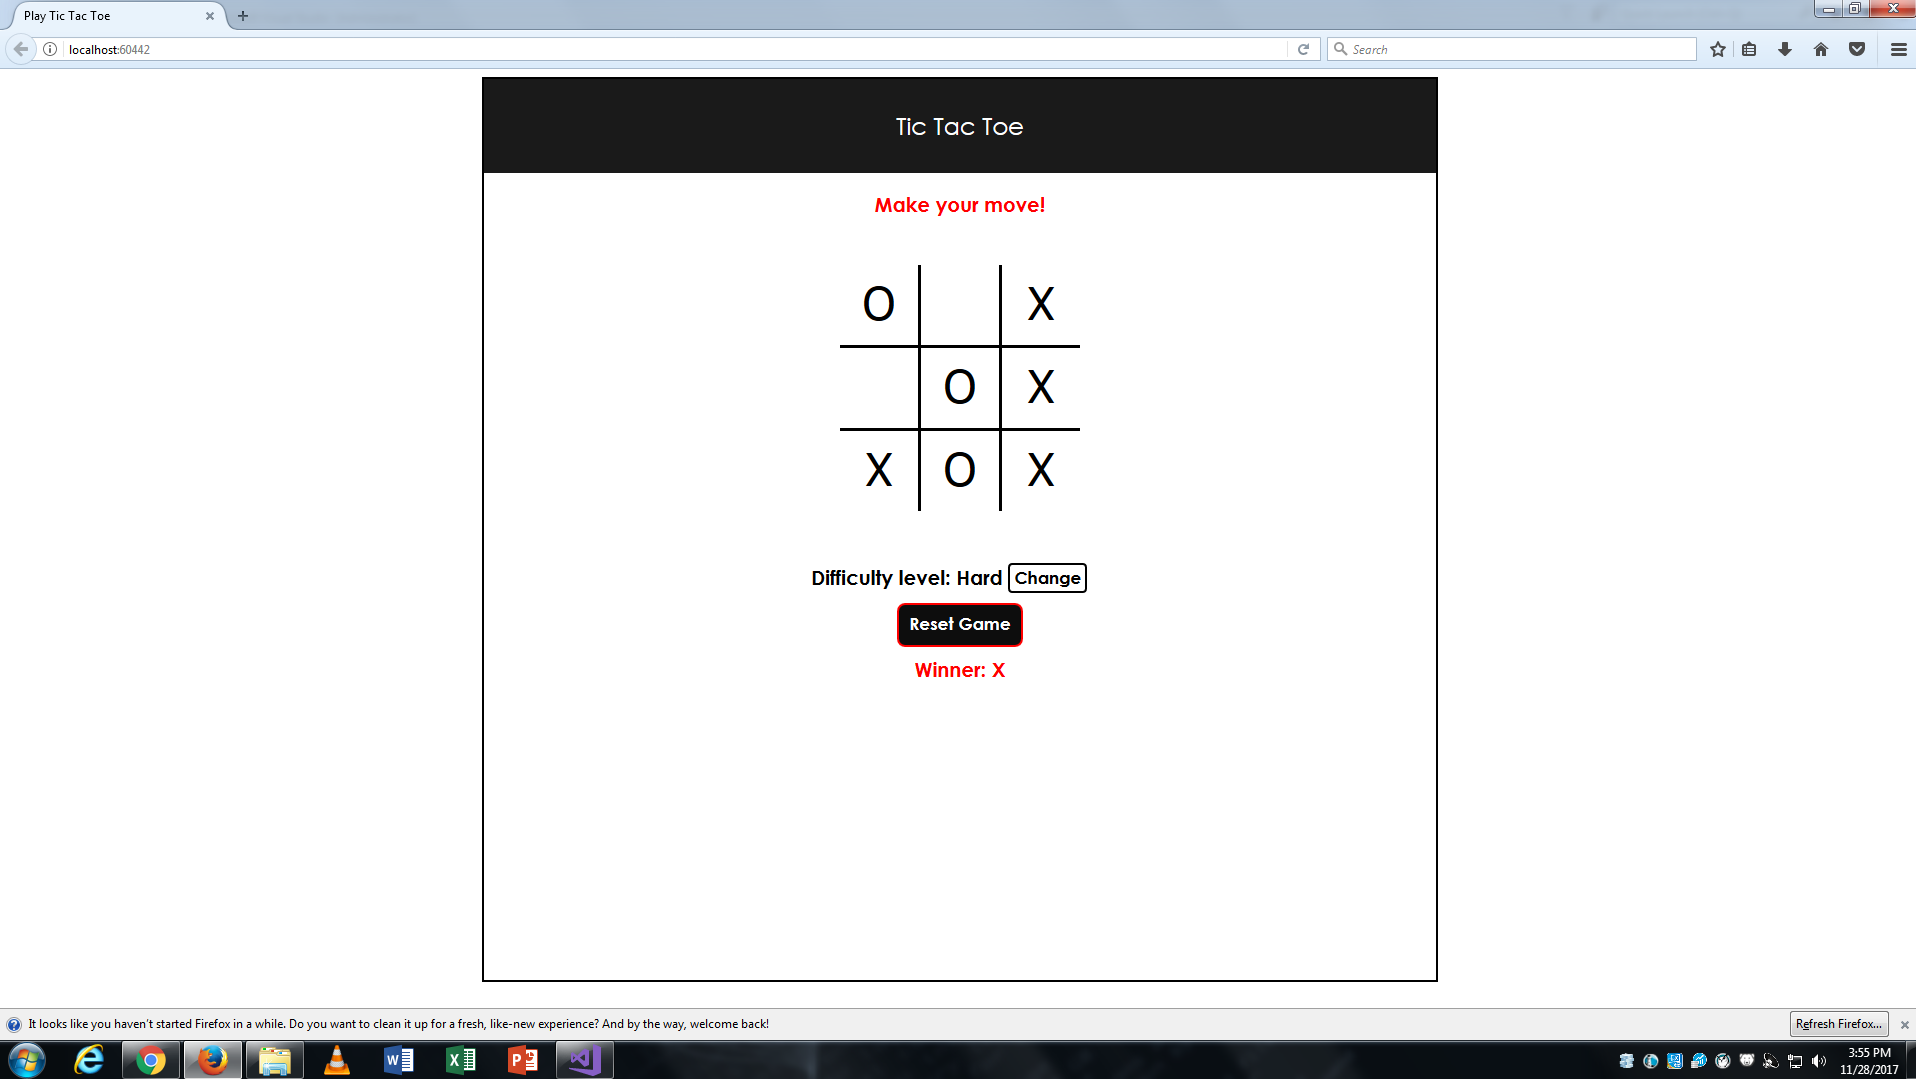 Play Tic Tac Toe
localhost:60442
Search
Tic Tac Toe
Make your move!
O X
O X
X O X
Difficulty level: Hard Change
Reset Game
Winner: X
It looks like you haven't started Firefox in a while. Do you want to clean it up for a fresh, like-new experience? And by the way, welcome back!
Refresh Firefox...
3:55 PM
11/28/2017